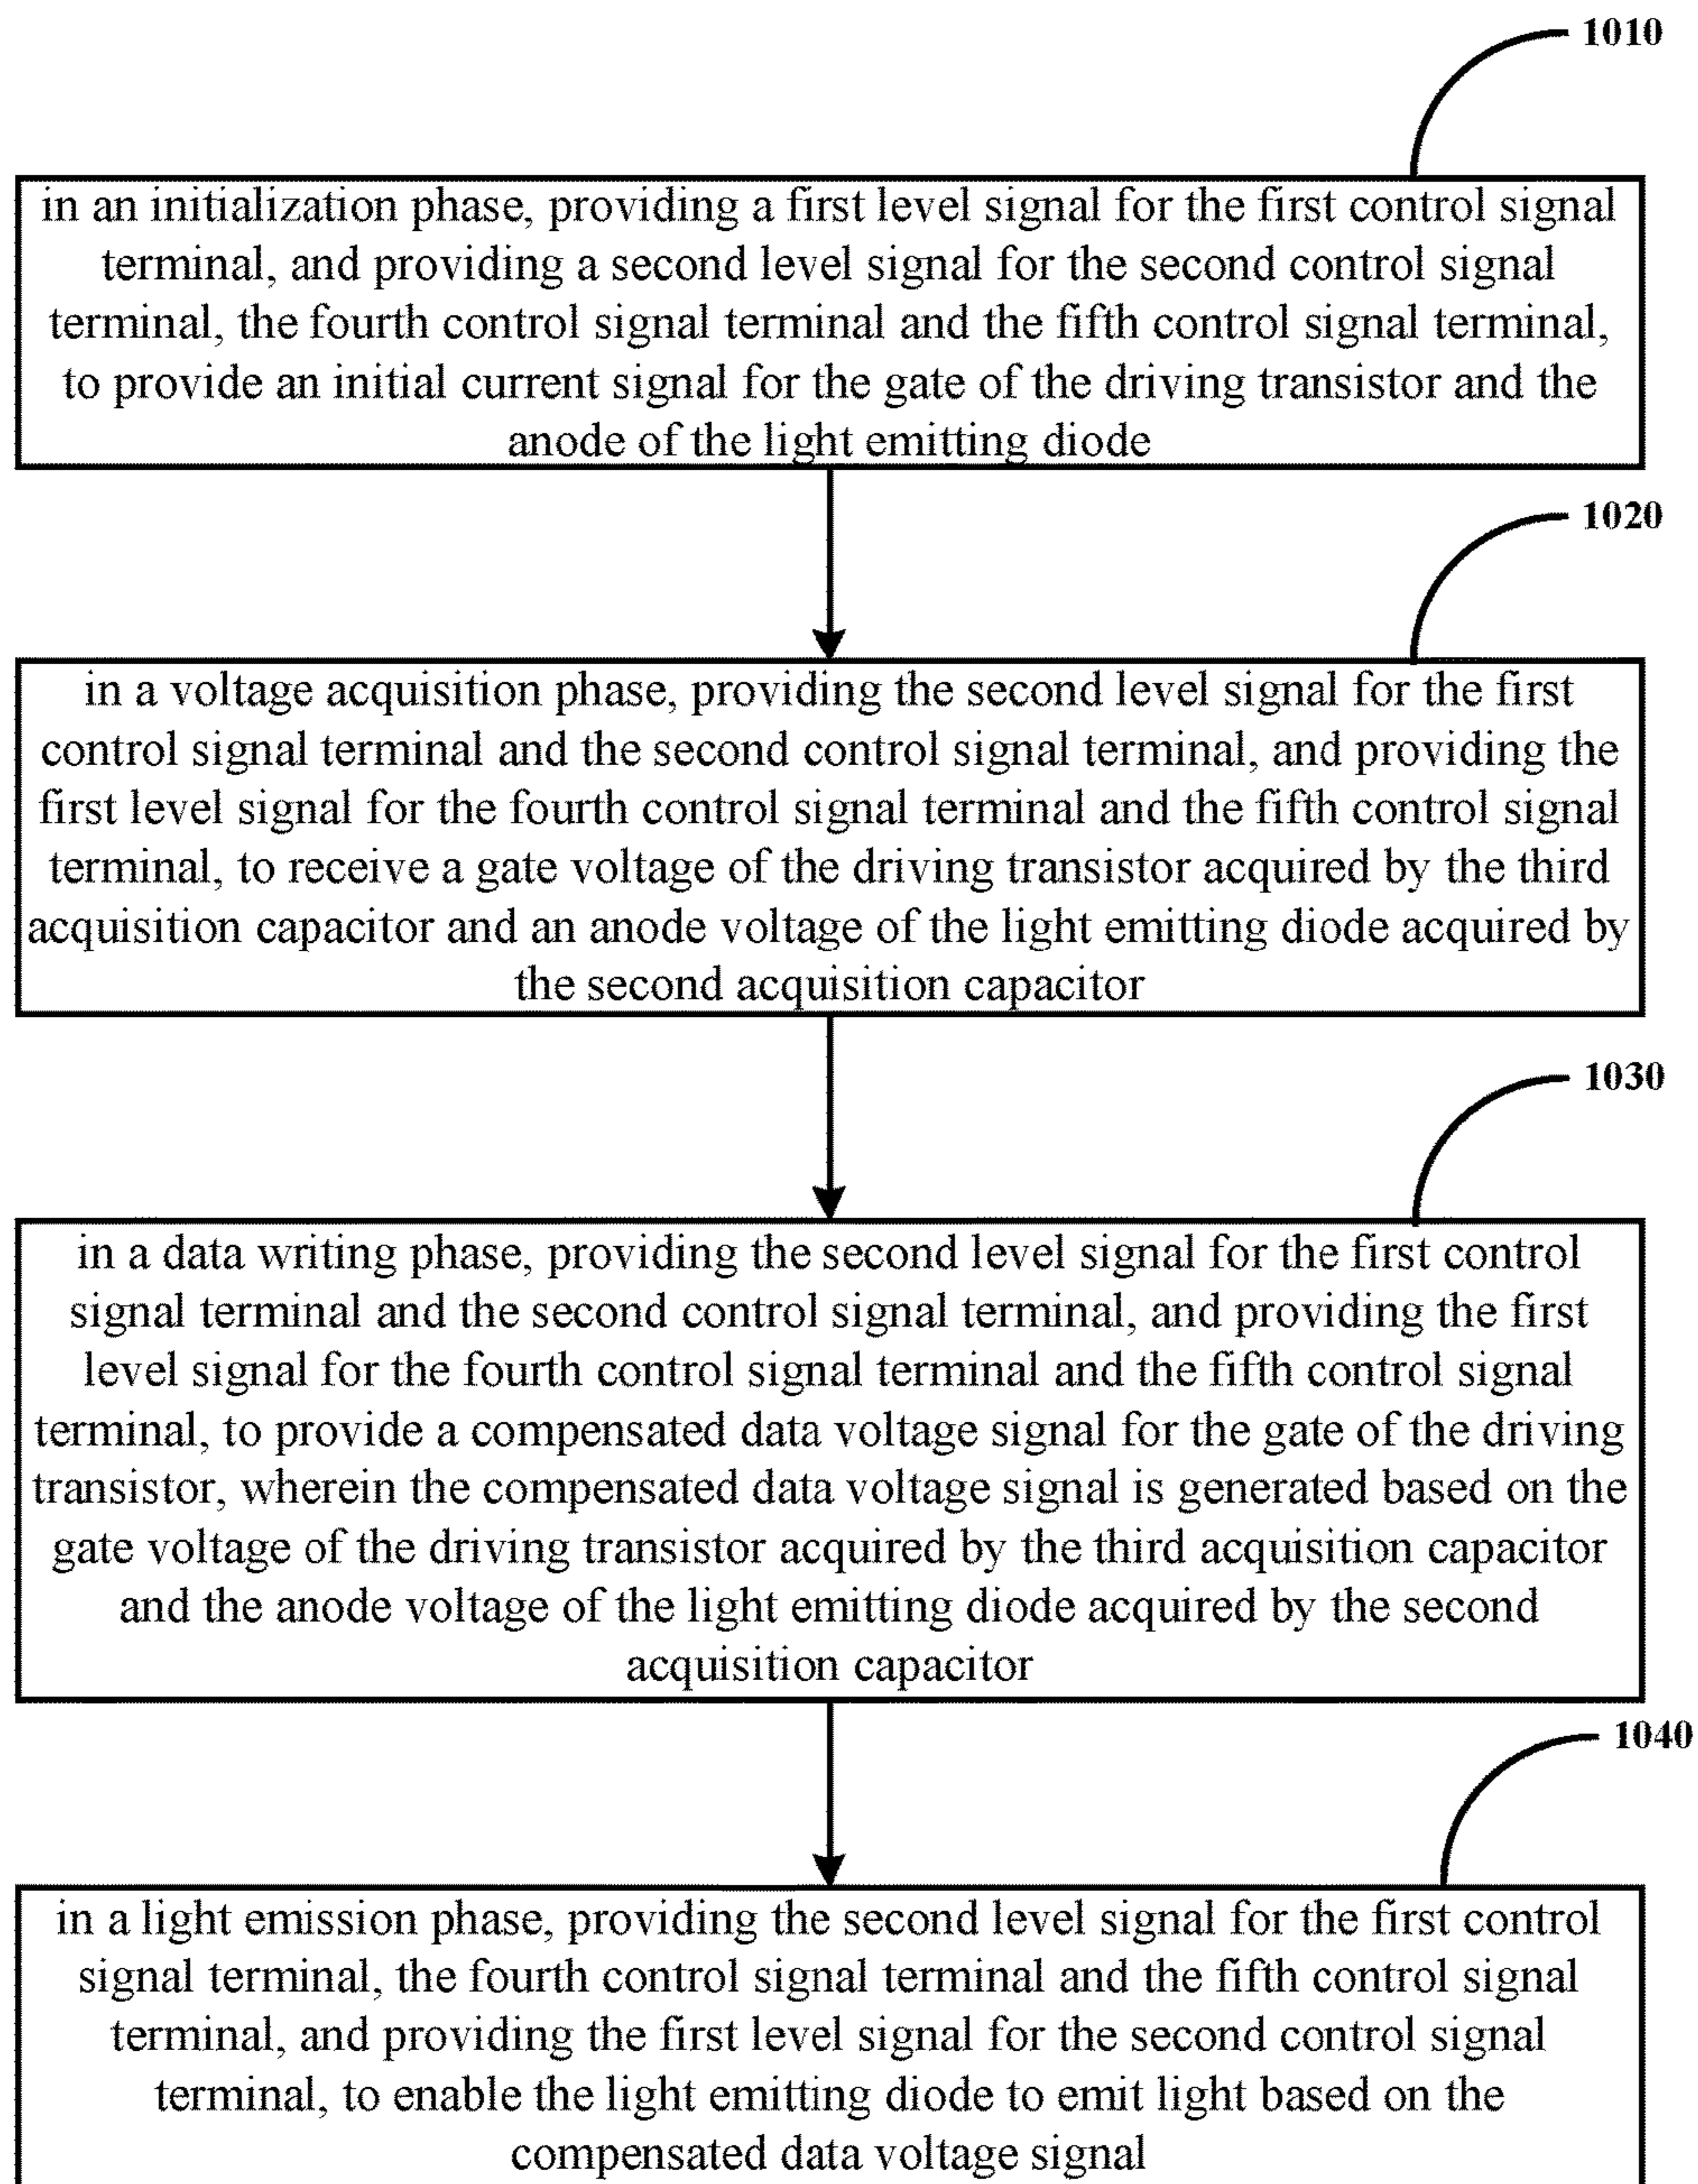 1010
in an initialization phase, providing a first level signal for the first control signal
terminal, and providing a second level signal for the second control signal
terminal, the fourth control signal terminal and the fifth control signal terminal,
to provide an initial current signal for the gate of the driving transistor and the
anode of the light emitting diode
1020
in a voltage acquisition phase, providing the second level signal for the first
control signal terminal and the second control signal terminal, and providing the
first level signal for the fourth control signal terminal and the fifth control signal
terminal, to receive a gate voltage of the driving transistor acquired by the third
acquisition capacitor and an anode voltage of the light emitting diode acquired by
the second acquisition capacitor
1030
in a data writing phase, providing the second level signal for the first control
signal terminal and the second control signal terminal, and providing the first
level signal for the fourth control signal terminal and the fifth control signal
terminal, to provide a compensated data voltage signal for the gate of the driving
transistor, wherein the compensated data voltage signal is generated based on the
gate voltage of the driving transistor acquired by the third acquisition capacitor
and the anode voltage of the light emitting diode acquired by the second
acquisition capacitor
1040
in a light emission phase, providing the second level signal for the first control
signal terminal, the fourth control signal terminal and the fifth control signal
terminal, and providing the first level signal for the second control signal
terminal, to enable the light emitting diode to emit light based on the
compensated data voltage signal